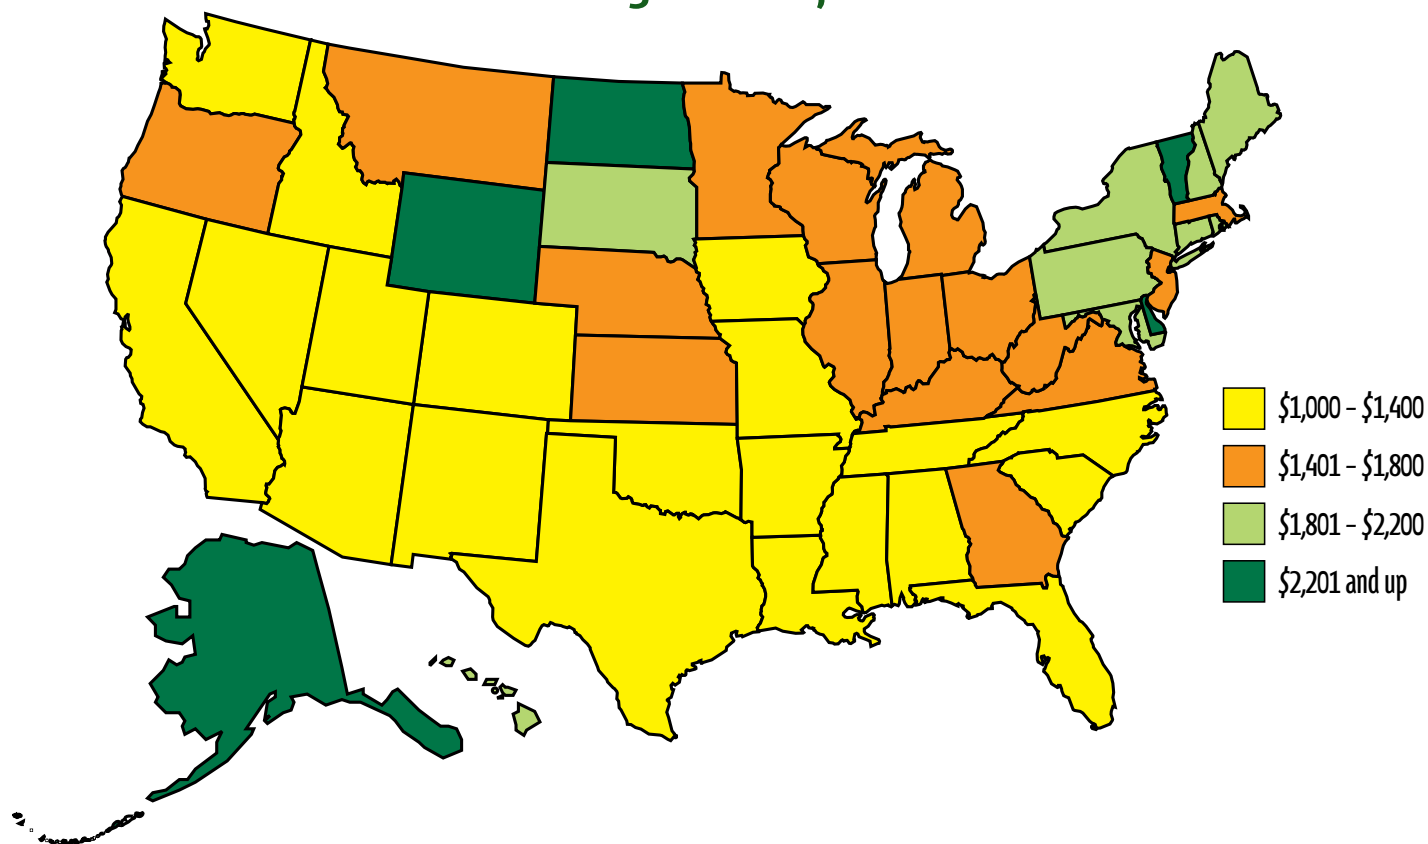 $1,000 – $1,400
$1,401 – $1,800
$1,801 – $2,200
$2,201 and up